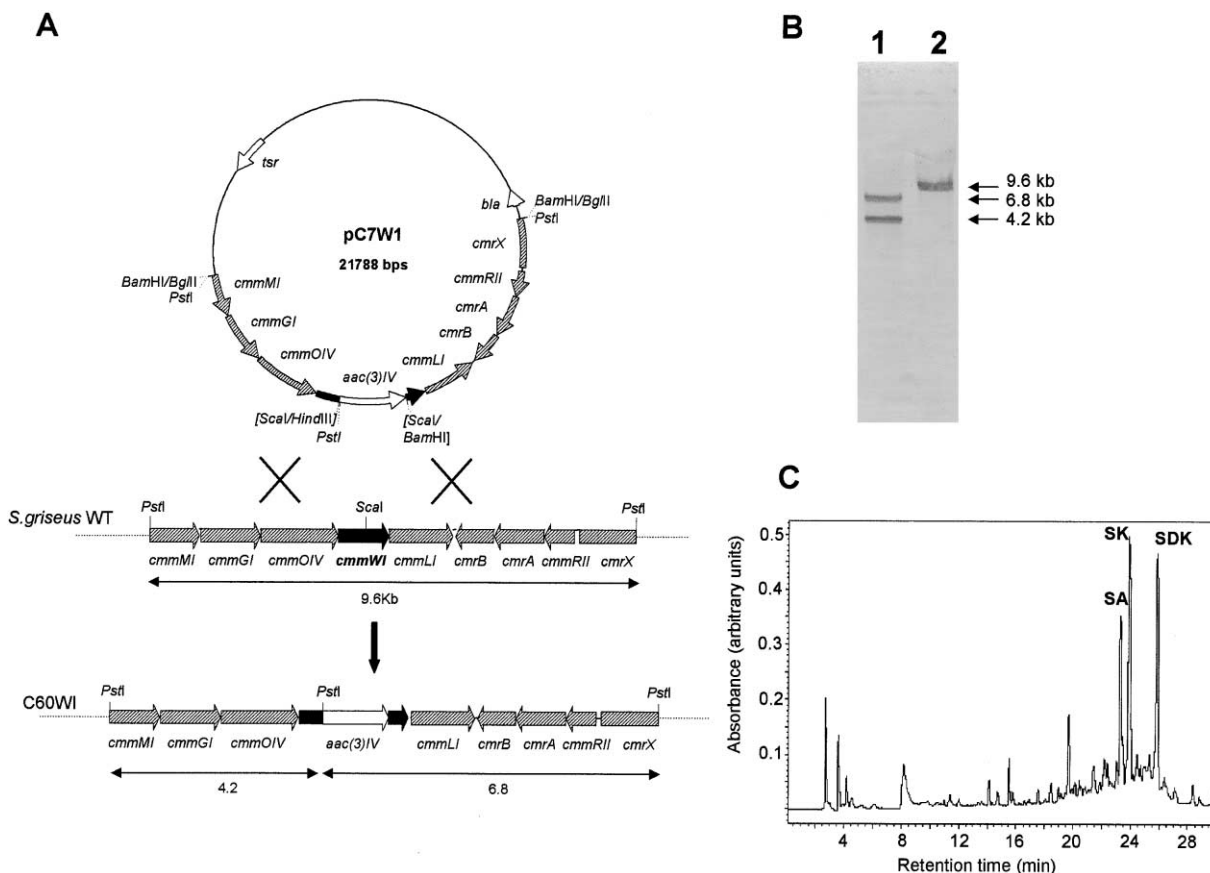 A
tsr
bla
BamHI/BglII
PstI
pC7W1
21788 bps
cmrX
cmmRII
cmrA
cmrB
cmmLI
aac(3)IV
BamHI/BglII
PstI
cmmMI
cmmGI
cmmOIV
[ScaI/HindIII]
PstI
[ScaI/
BamHI]
S.griseus WT
PstI ScaI PstI
cmmMI cmmGI cmmOIV cmmWI cmmLI cmrB cmrA cmmRII cmrX
9.6Kb
C60WI
PstI PstI PstI
cmmMI cmmGI cmmOIV aac(3)IV cmmLI cmrB cmrA cmmRII cmrX
4.2 6.8
B
1 2
9.6 kb
6.8 kb
4.2 kb
C
Absorbance (arbitrary units)
0.5
0.4
0.3
0.2
0.1
SK
SDK
SA
4 8 12 16 20 24 28
Retention time (min)